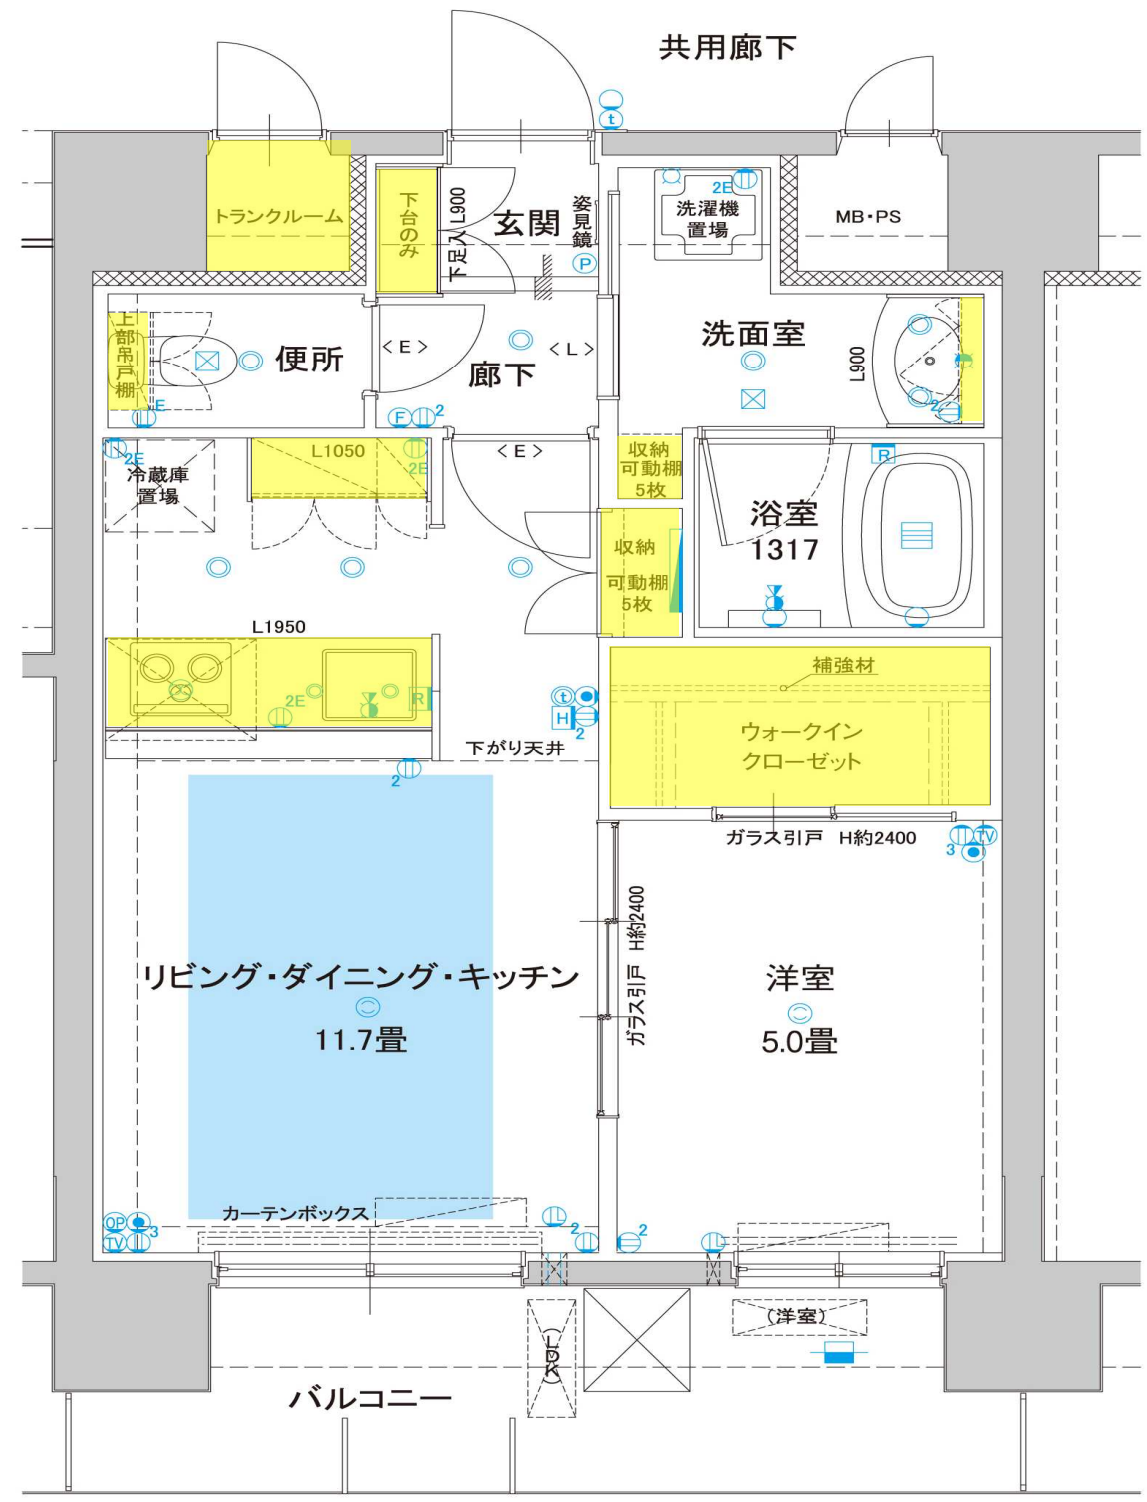 共用廊下
t
トランクルーム
下台のみ
下足入 L900
玄関
姿見鏡
P
2E
洗濯機
置場
MB・PS
上部吊戸棚
便所
E
<E>
廊下
<L>
F
2
洗面室
L900
2
2E
冷蔵庫
置場
L1050
2E
<E>
収納
可動棚
5枚
収納
可動棚
5枚
浴室
1317
R
L1950
2E
R
t
H
2
下がり天井
2
補強材
ウォークイン
クローゼット
ガラス引戸 H約2400
TV
3
ガラス引戸 H約2400
リビング・ダイニング・キッチン
11.7畳
洋室
5.0畳
カーテンボックス
OP
3
TV
2
2
(LDK)
(洋室)
バルコニー